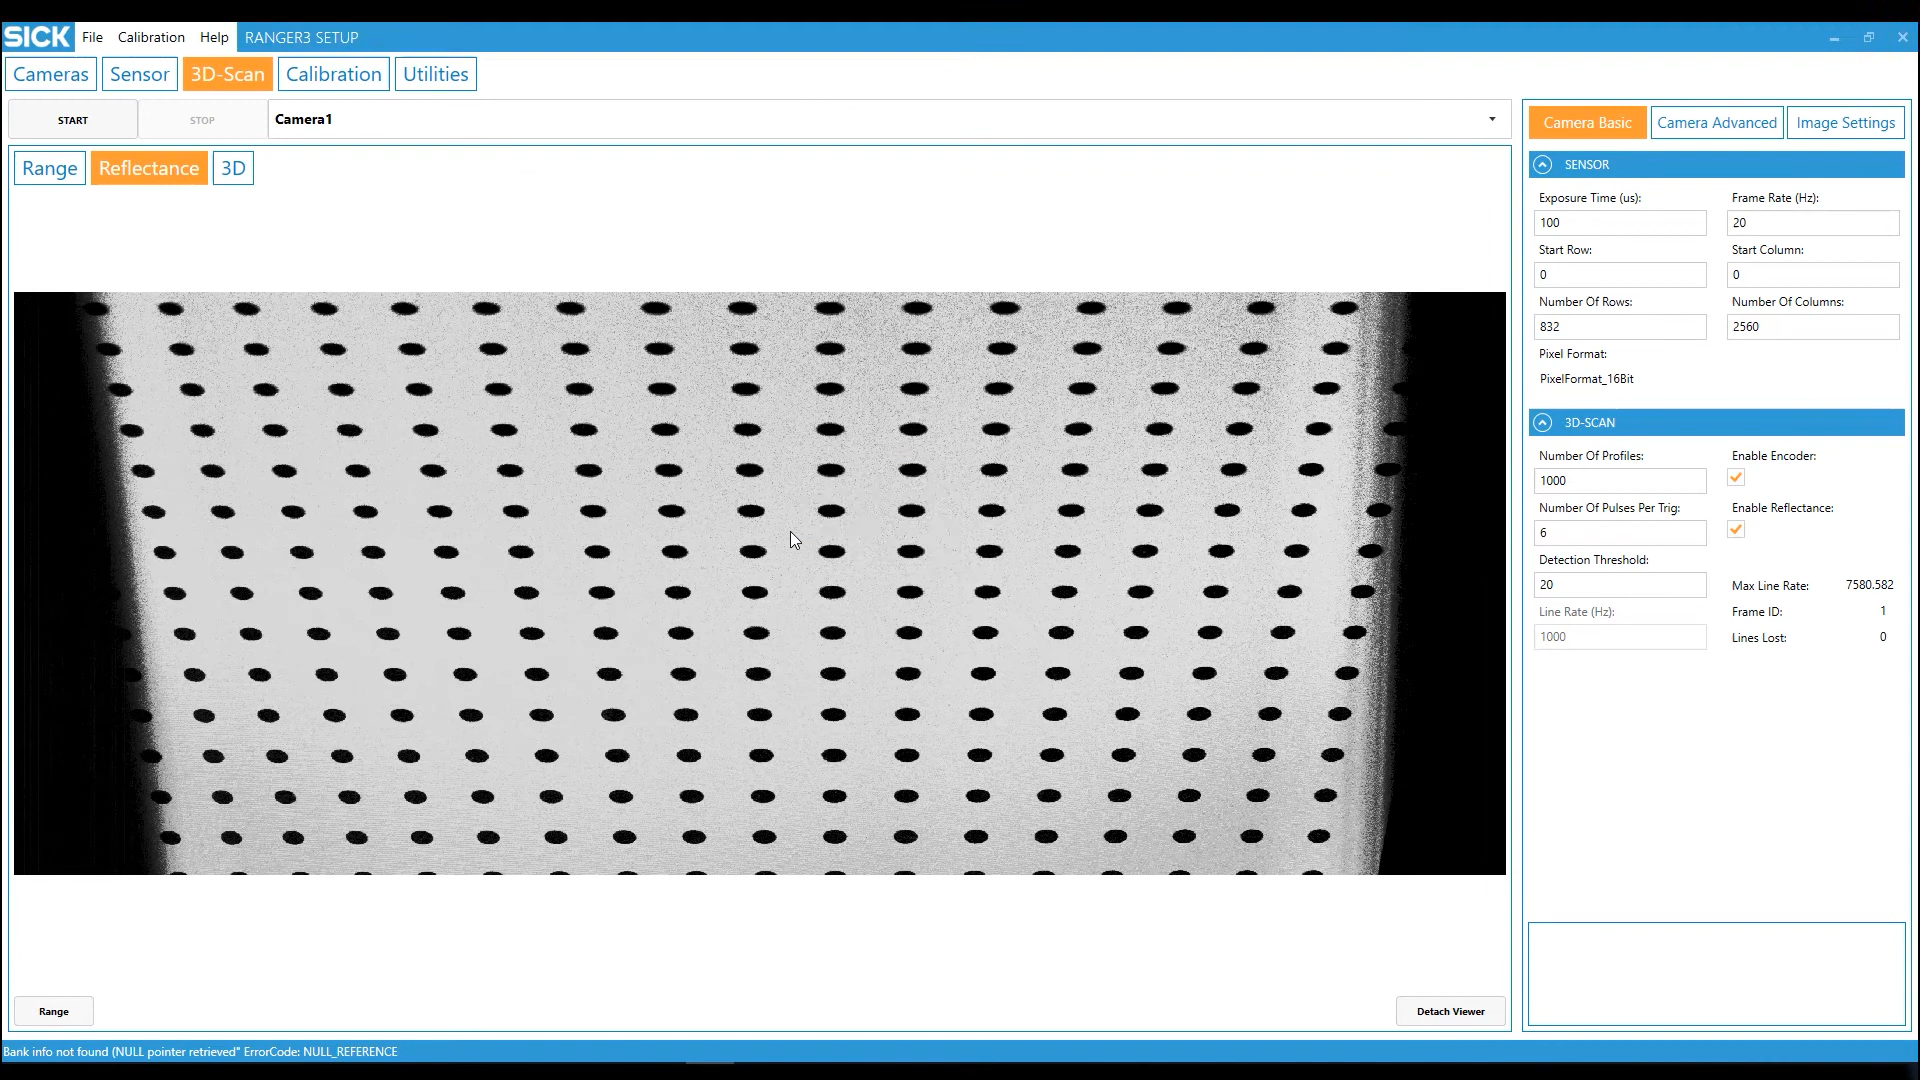 SICK File Calibration Help RANGER3 SETUP
Cameras Sensor 3D-Scan Calibration Utilities
START STOP Camera1
Camera Basic Camera Advanced Image Settings
Range Reflectance 3D
SENSOR
Exposure Time (us): Frame Rate (Hz):
100 20
Start Row: Start Column:
0 0
Number Of Rows: Number Of Columns:
832 2560
Pixel Format:
PixelFormat_16Bit
3D-SCAN
Number Of Profiles: Enable Encoder:
1000
Number Of Pulses Per Trig: Enable Reflectance:
6
Detection Threshold:
20 Max Line Rate: 7580.582
Line Rate (Hz): Frame ID: 1
1000 Lines Lost: 0
Range Detach Viewer
Bank info not found (NULL pointer retrieved" ErrorCode: NULL_REFERENCE